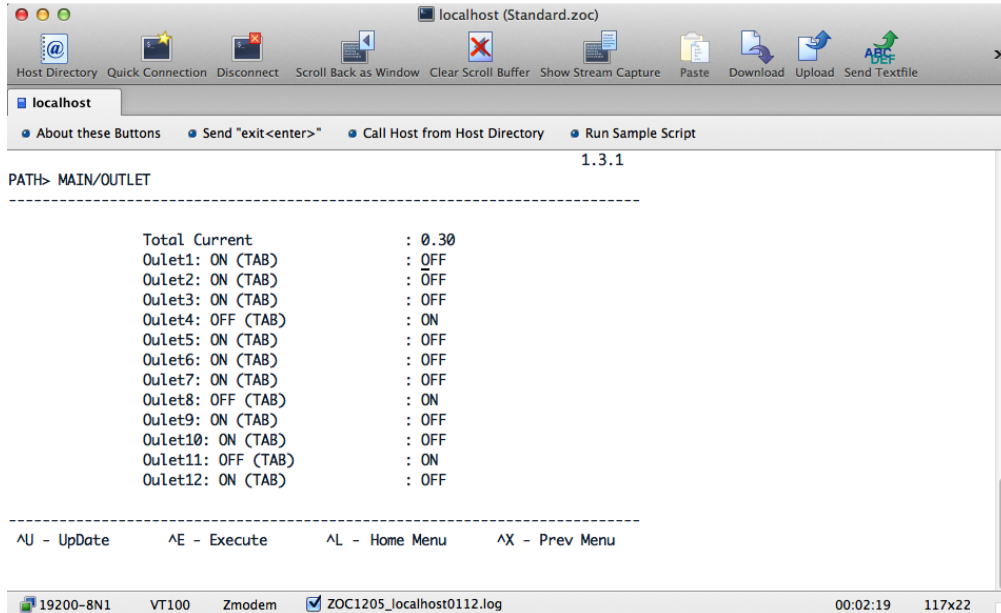 localhost (Standard.zoc)
Host Directory Quick Connection Disconnect Scroll Back as Window Clear Scroll Buffer Show Stream Capture Paste Download Upload Send Textfile
localhost
About these Buttons Send "exit<enter>" Call Host from Host Directory Run Sample Script
1.3.1
PATH> MAIN/OUTLET
---------------------------------------------------------------------------
Total Current : 0.30
Oulet1: ON (TAB) : OFF
Oulet2: ON (TAB) : OFF
Oulet3: ON (TAB) : OFF
Oulet4: OFF (TAB) : ON
Oulet5: ON (TAB) : OFF
Oulet6: ON (TAB) : OFF
Oulet7: ON (TAB) : OFF
Oulet8: OFF (TAB) : ON
Oulet9: ON (TAB) : OFF
Oulet10: ON (TAB) : OFF
Oulet11: OFF (TAB) : ON
Oulet12: ON (TAB) : OFF
---------------------------------------------------------------------------
^U - UpDate ^E - Execute ^L - Home Menu ^X - Prev Menu
19200-8N1 VT100 Zmodem ZOC1205_localhost0112.log 00:02:19 117x22